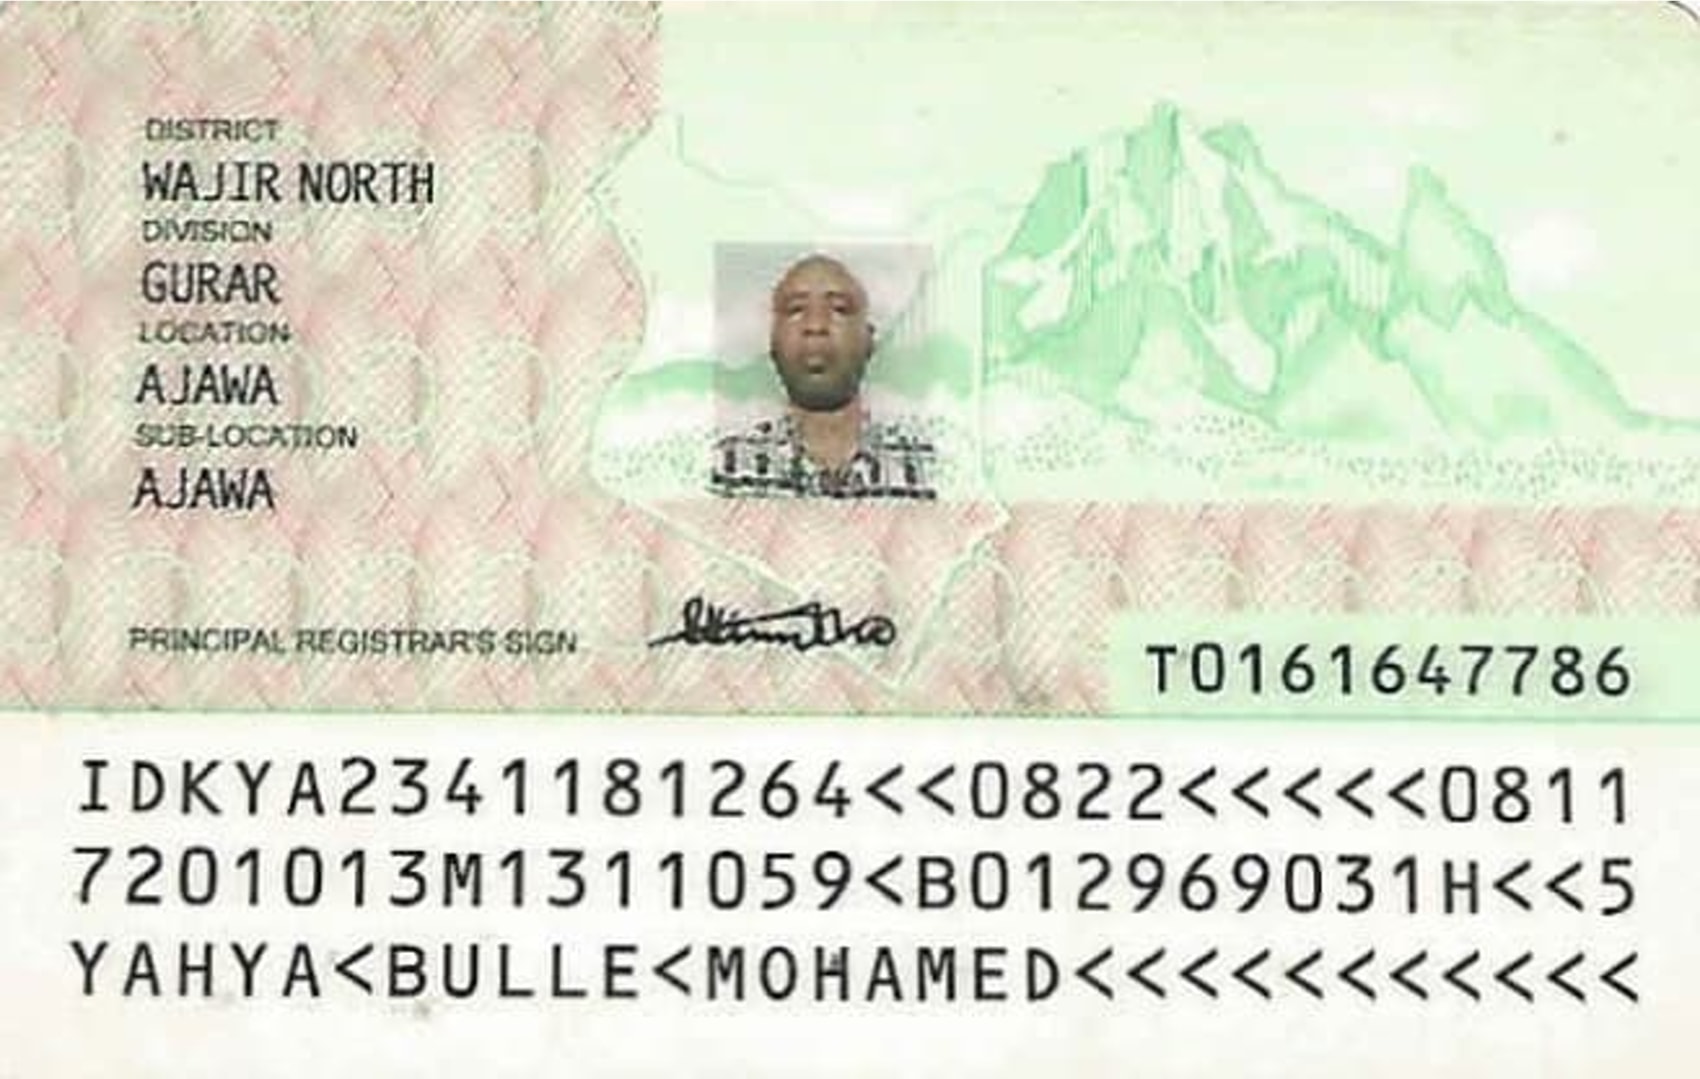 DISTRICT
WAJIR NORTH
DIVISION
GURAR
LOCATION
AJAWA
SUB-LOCATION
AJAWA
PRINCIPAL REGISTRAR'S SIGN
T0161647786
IDKYA2341181264<<0822<<<<<0811
7201013M1311059<B012969031H<<5
YAHYA<BULLE<MOHAMED<<<<<<<<<<<